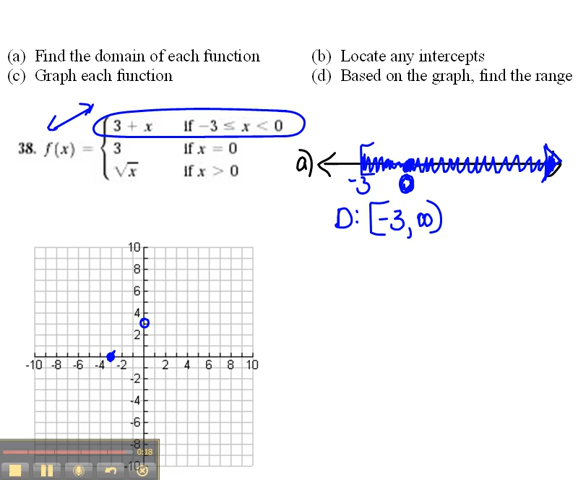 (a) Find the domain of each function (b) Locate any intercepts
(c) Graph each function (d) Based on the graph, find the range
38. f(x) = { 3 + x if −3 ≤ x < 0
3 if x = 0
√x if x > 0
a)
-3 0
D: [-3, ∞)
10
8
6
4
2
-10 -8 -6 -4 -2 2 4 6 8 10
-2
-4
-6
-8
-10
0:18